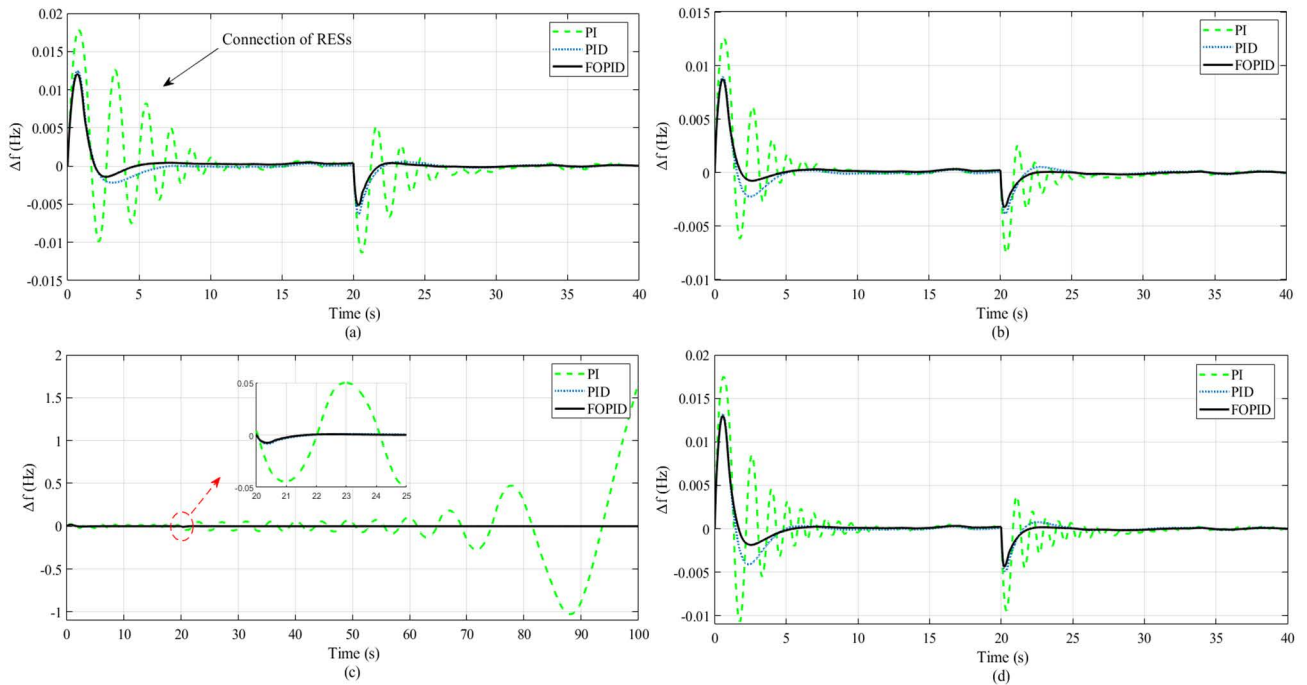 0.02
0.015
0.01
0.005
0
-0.005
-0.01
-0.015
Δf (Hz)
Connection of RESs
PI
PID
FOPID
0 5 10 15 20 25 30 35 40
Time (s)
(a)
0.015
0.01
0.005
0
-0.005
-0.01
Δf (Hz)
PI
PID
FOPID
0 5 10 15 20 25 30 35 40
Time (s)
(b)
2
1.5
1
0.5
0
-0.5
-1
Δf (Hz)
0.05
0
-0.05
20 21 22 23 24 25
PI
PID
FOPID
0 10 20 30 40 50 60 70 80 90 100
Time (s)
(c)
0.02
0.015
0.01
0.005
0
-0.005
-0.01
Δf (Hz)
PI
PID
FOPID
0 5 10 15 20 25 30 35 40
Time (s)
(d)